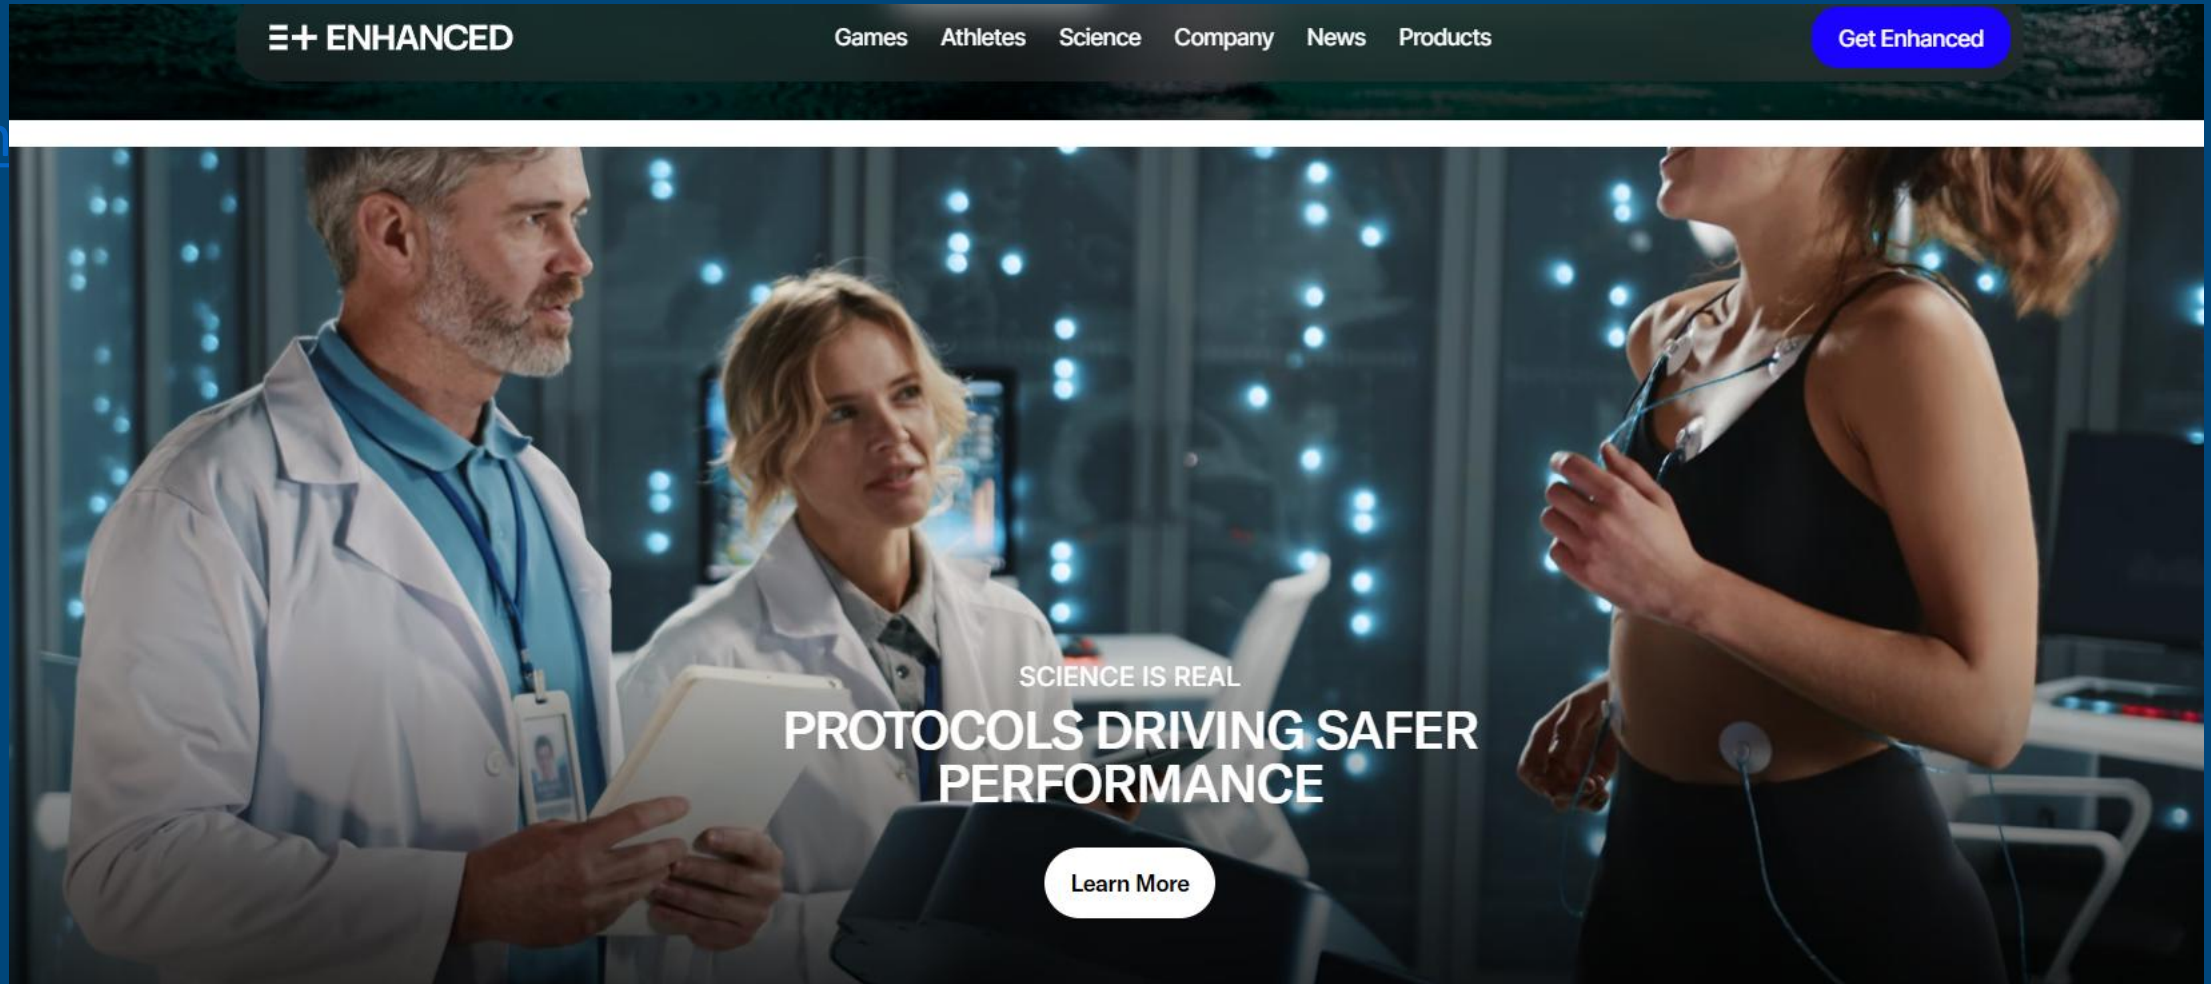 ENHANCED
Games Athletes Science Company News Products
Get Enhanced
SCIENCE IS REAL
PROTOCOLS DRIVING SAFER
PERFORMANCE
Learn More